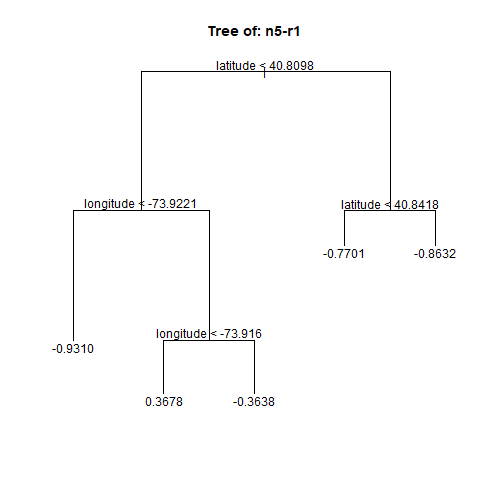 Tree of: n5-r1
latitude < 40.8098
longitude < -73.9221
latitude < 40.8418
-0.7701
-0.8632
longitude < -73.916
-0.9310
0.3678
-0.3638